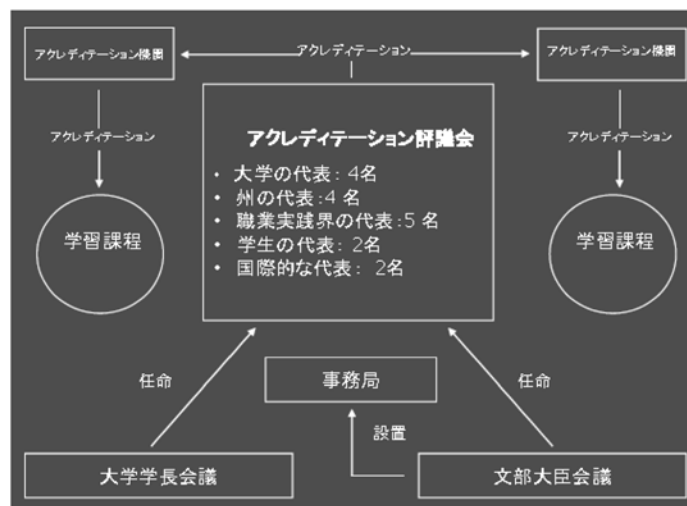 アクレディテーション機関
アクレディテーション
アクレディテーション機関
アクレディテーション
アクレディテーション
アクレディテーション評議会
• 大学の代表: 4名
• 州の代表:4 名
• 職業実践界の代表:5 名
• 学生の代表: 2名
• 国際的な代表: 2名
学習課程
学習課程
任命
事務局
任命
設置
大学学長会議
文部大臣会議